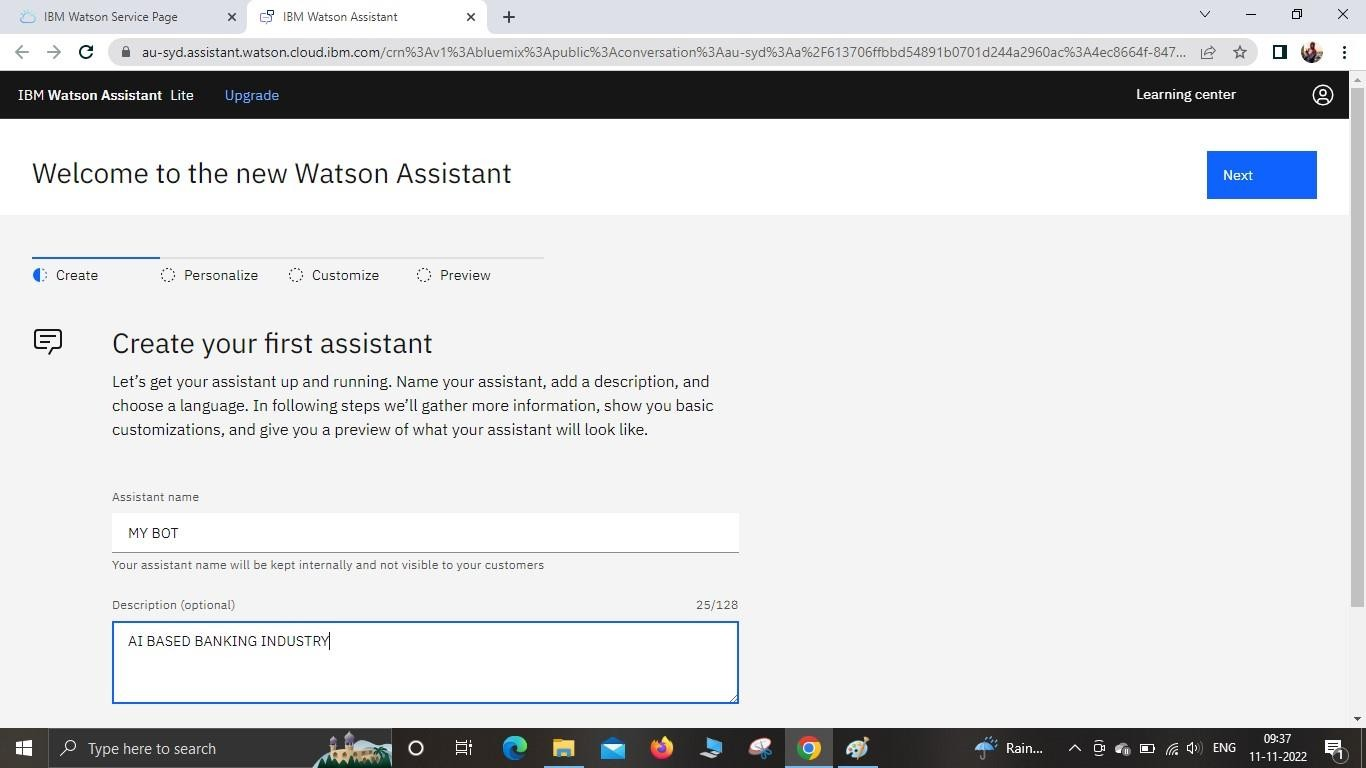 IBM Watson Service Page
IBM Watson Assistant
au-syd.assistant.watson.cloud.ibm.com/crn%3Av1%3Abluemix%3Apublic%3Aconversation%3Aau-syd%3Aa%2F613706ffbbd54891b0701d244a2960ac%3A4ec8664f-847...
IBM Watson Assistant Lite
Upgrade
Learning center
Welcome to the new Watson Assistant
Next
Create
Personalize
Customize
Preview
Create your first assistant
Let's get your assistant up and running. Name your assistant, add a description, and
choose a language. In following steps we'll gather more information, show you basic
customizations, and give you a preview of what your assistant will look like.
Assistant name
MY BOT
Your assistant name will be kept internally and not visible to your customers
Description (optional)
25/128
AI BASED BANKING INDUSTRY
Type here to search
Rain...
ENG
09:37
11-11-2022
1